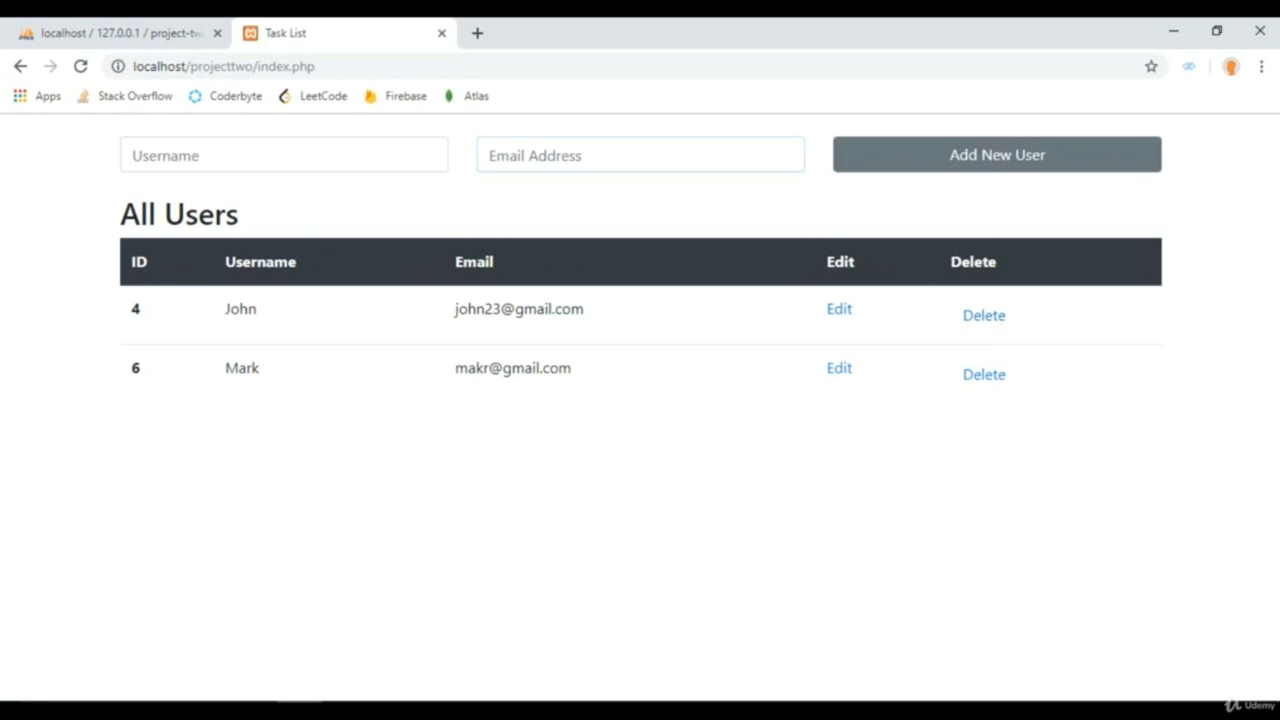 localhost / 127.0.0.1 / project-tw
Task List
localhost/projecttwo/index.php
Apps Stack Overflow Coderbyte LeetCode Firebase Atlas
Username Email Address Add New User
All Users
ID Username Email Edit Delete
4 John john23@gmail.com Edit Delete
6 Mark makr@gmail.com Edit Delete
Udemy